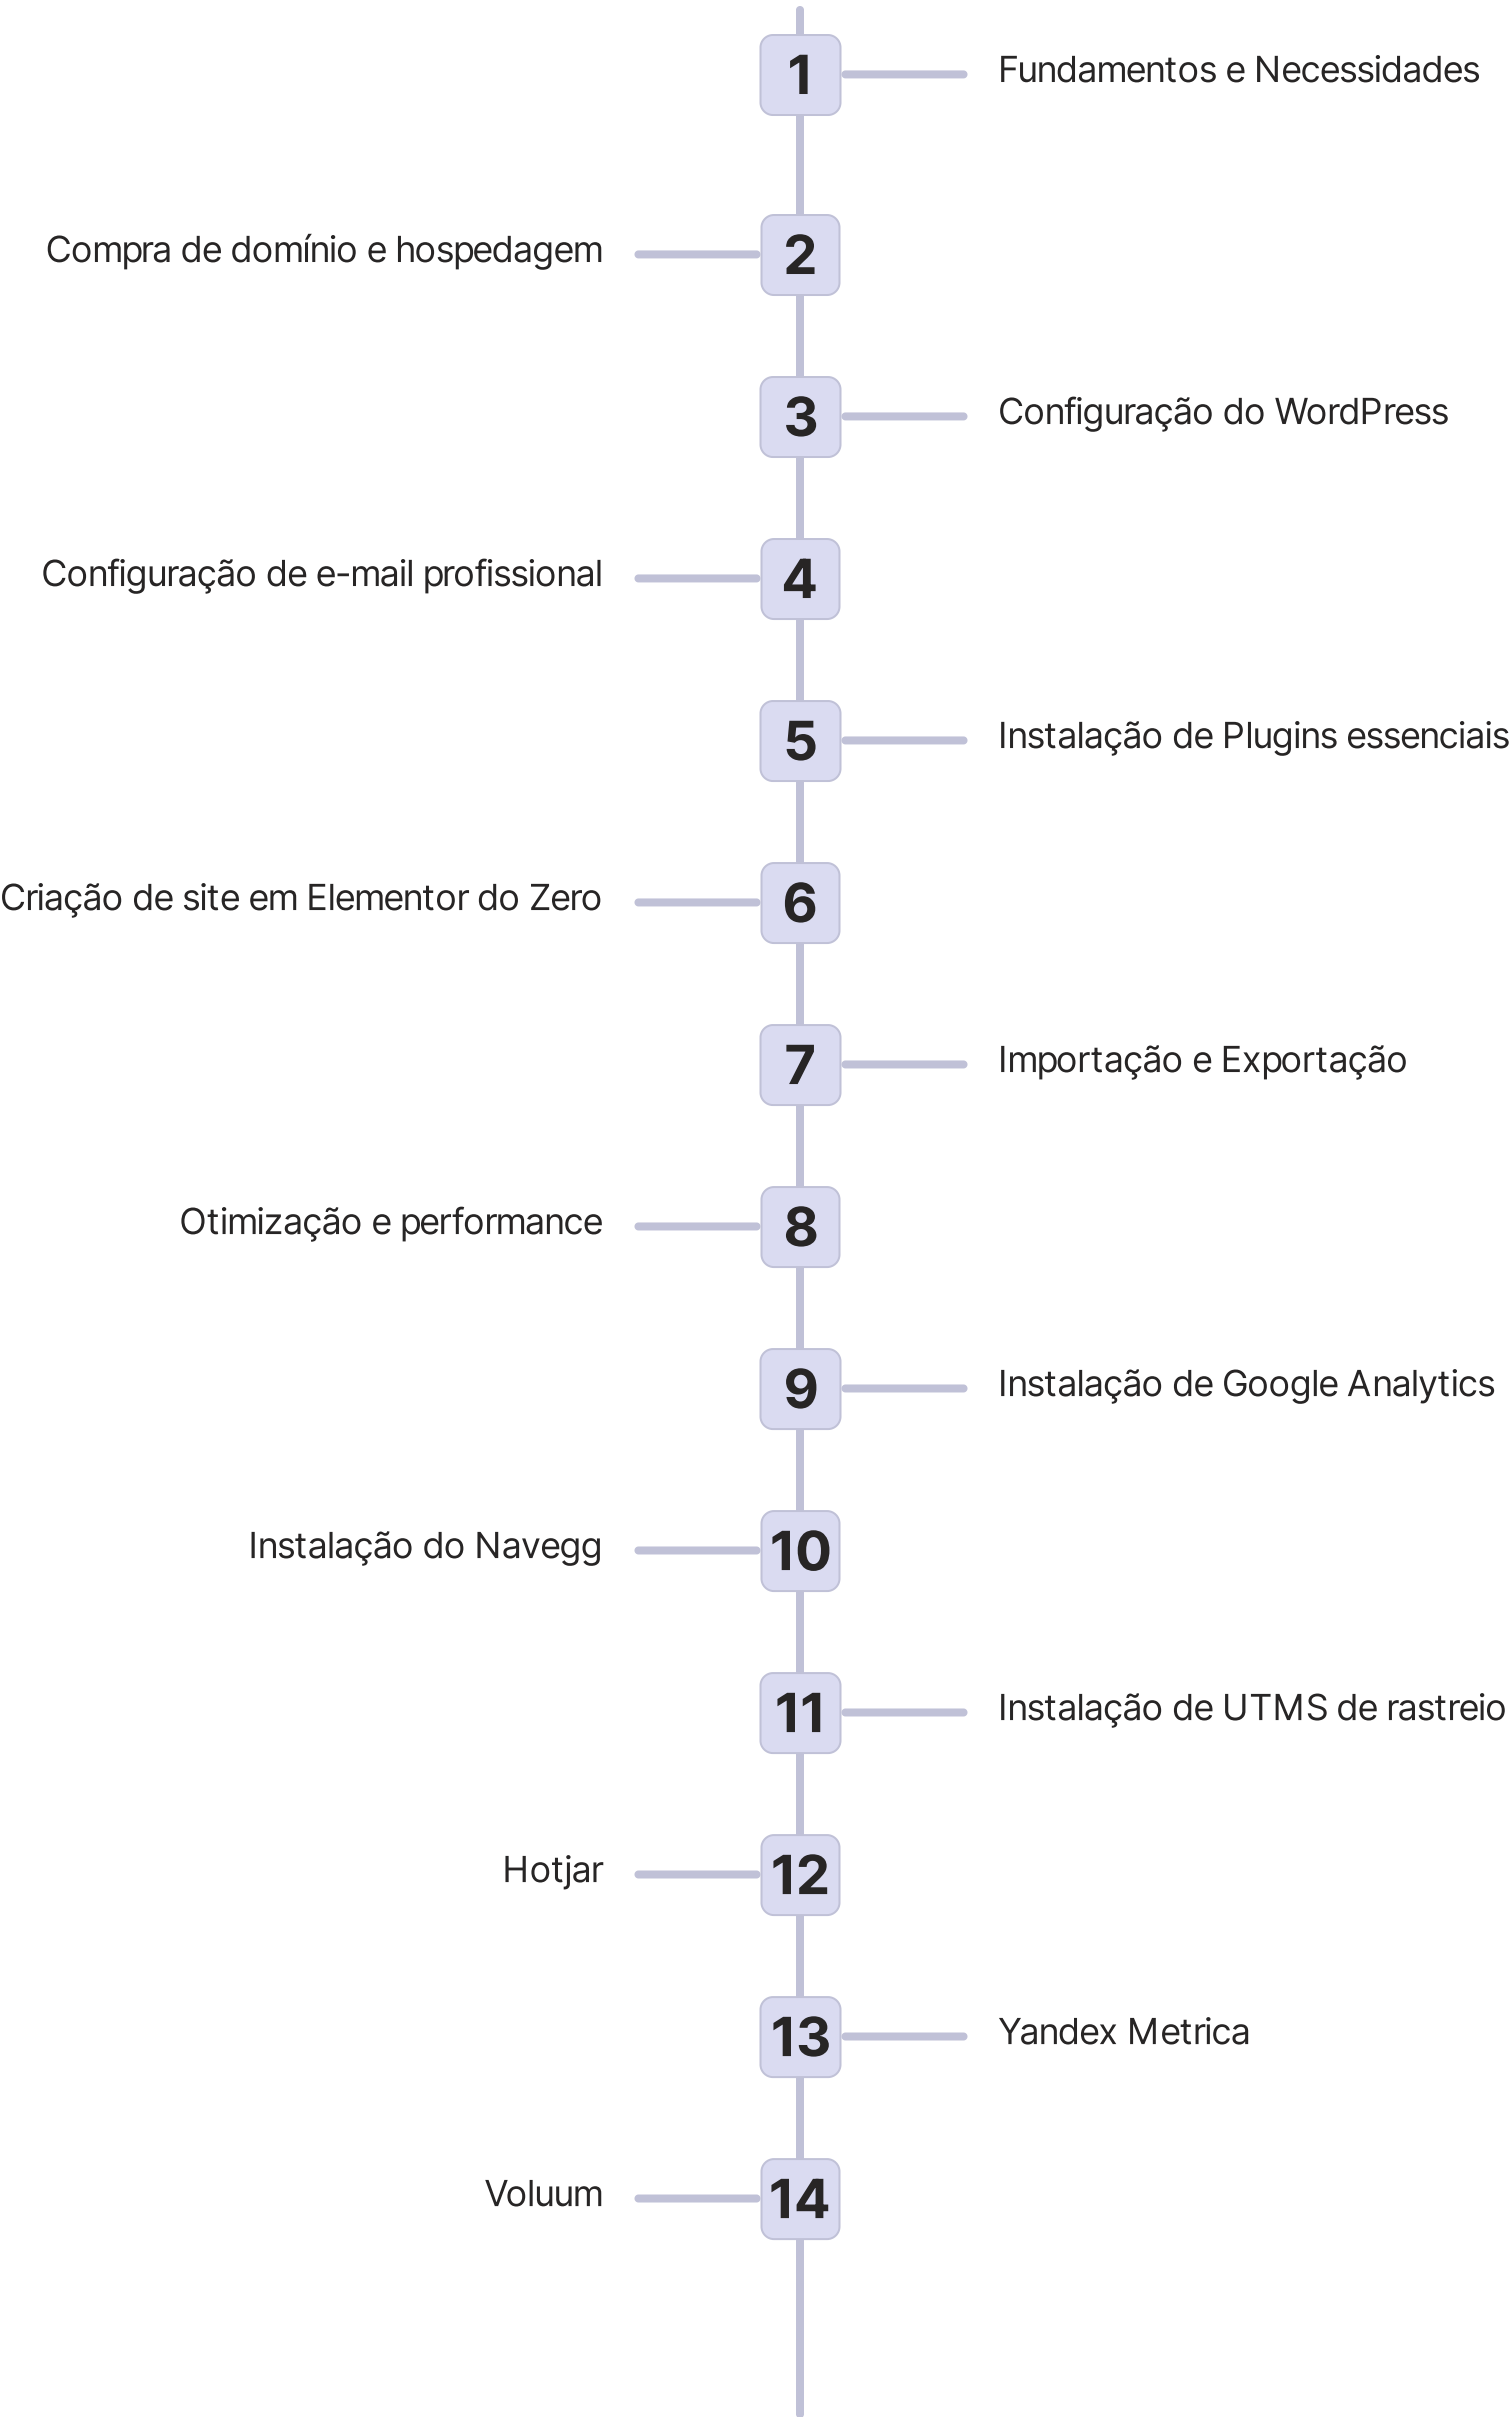 1
Fundamentos e Necessidades
Compra de domínio e hospedagem
2
3
Configuração do WordPress
Configuração de e-mail profissional
4
5
Instalação de Plugins essenciais
Criação de site em Elementor do Zero
6
7
Importação e Exportação
Otimização e performance
8
9
Instalação de Google Analytics
Instalação do Navegg
10
11
Instalação de UTMS de rastreio
Hotjar
12
13
Yandex Metrica
Voluum
14